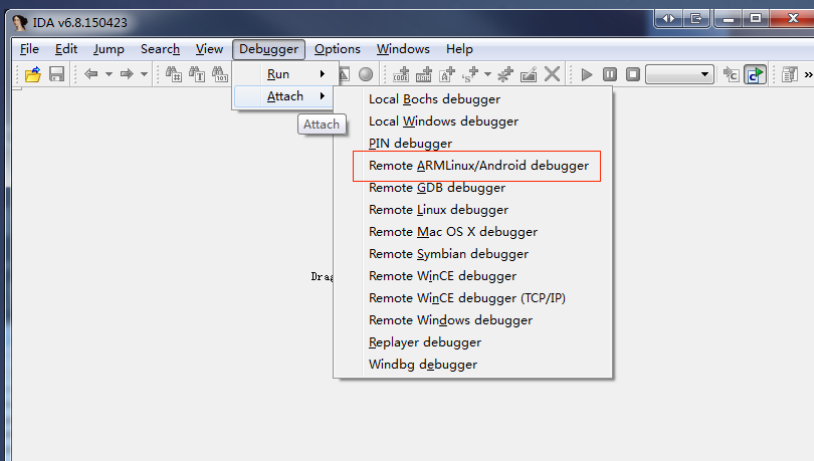 IDA v6.8.150423
File Edit Jump Search View Debugger Options Windows Help
Run
Attach
Attach
Local Bochs debugger
Local Windows debugger
PIN debugger
Remote ARMLinux/Android debugger
Remote GDB debugger
Remote Linux debugger
Remote Mac OS X debugger
Remote Symbian debugger
Remote WinCE debugger
Remote WinCE debugger (TCP/IP)
Remote Windows debugger
Replayer debugger
Windbg debugger